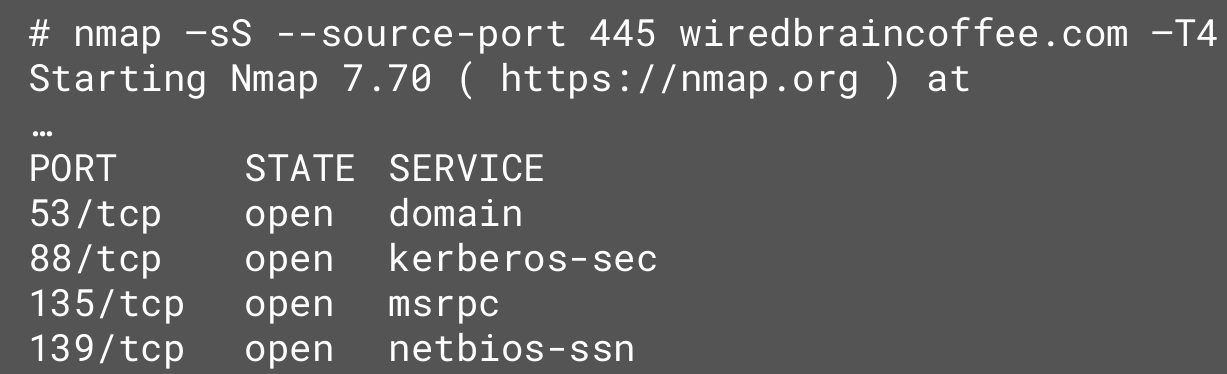 # nmap –sS --source-port 445 wiredbraincoffee.com –T4
Starting Nmap 7.70 ( https://nmap.org ) at
…
PORT STATE SERVICE
53/tcp open domain
88/tcp open kerberos-sec
135/tcp open msrpc
139/tcp open netbios-ssn